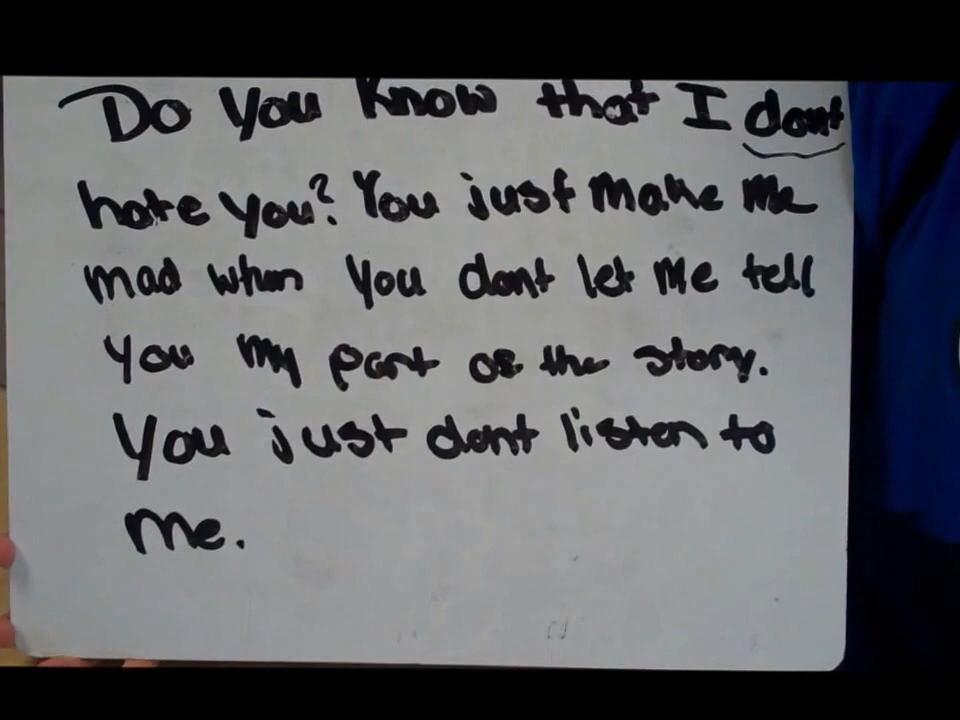 Do you know that I dont
hate you? You just make me
mad when you dont let me tell
you my part of the story.
You just dont listen to
me.